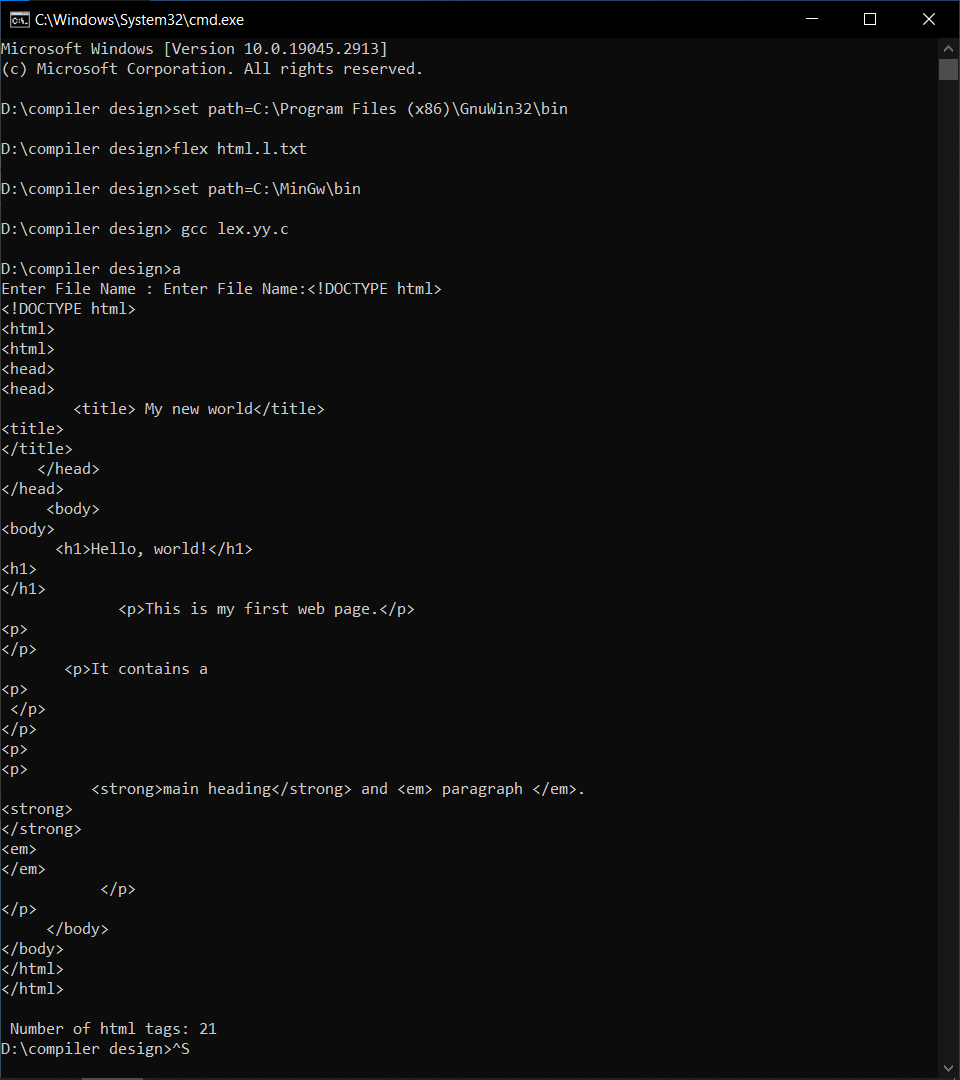 C:\Windows\System32\cmd.exe
Microsoft Windows [Version 10.0.19045.2913]
(c) Microsoft Corporation. All rights reserved.
D:\compiler design>set path=C:\Program Files (x86)\GnuWin32\bin
D:\compiler design>flex html.l.txt
D:\compiler design>set path=C:\MinGw\bin
D:\compiler design> gcc lex.yy.c
D:\compiler design>a
Enter File Name : Enter File Name:<!DOCTYPE html>
<!DOCTYPE html>
<html>
<html>
<head>
<head>
        <title> My new world</title>
<title>
</title>
    </head>
</head>
     <body>
<body>
      <h1>Hello, world!</h1>
<h1>
</h1>
             <p>This is my first web page.</p>
<p>
</p>
       <p>It contains a
<p>
 </p>
</p>
<p>
<p>
          <strong>main heading</strong> and <em> paragraph </em>.
<strong>
</strong>
<em>
</em>
           </p>
</p>
     </body>
</body>
</html>
</html>
 Number of html tags: 21
D:\compiler design>^S